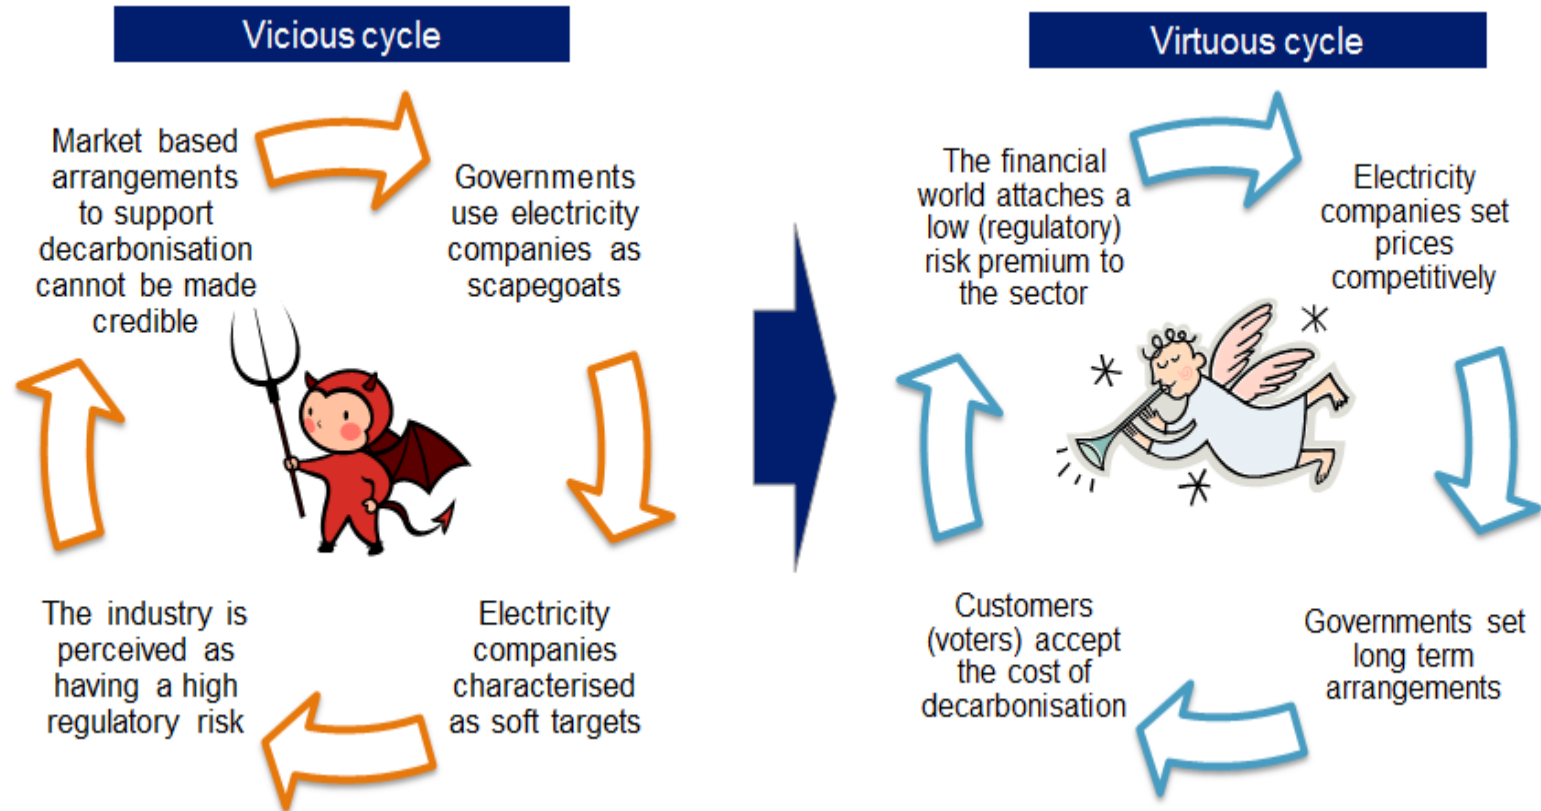 Vicious cycle
Market based
arrangements
to support
decarbonisation
cannot be made
credible
Governments
use electricity
companies as
scapegoats
Electricity
companies
characterised
as soft targets
The industry is
perceived as
having a high
regulatory risk
Virtuous cycle
The financial
world attaches a
low (regulatory)
risk premium to
the sector
Electricity
companies set
prices
competitively
Governments set
long term
arrangements
Customers
(voters) accept
the cost of
decarbonisation